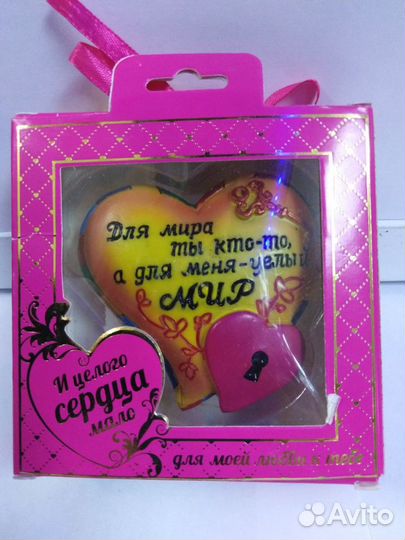 Для мира
ты кто-то,
а для меня-целый
МИР
И целого
сердца
мало
для моей любви к тебе
Avito